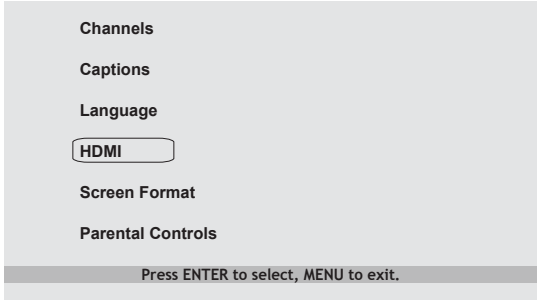 Channels
Captions
Language
HDMI
Screen Format
Parental Controls
Press ENTER to select, MENU to exit.